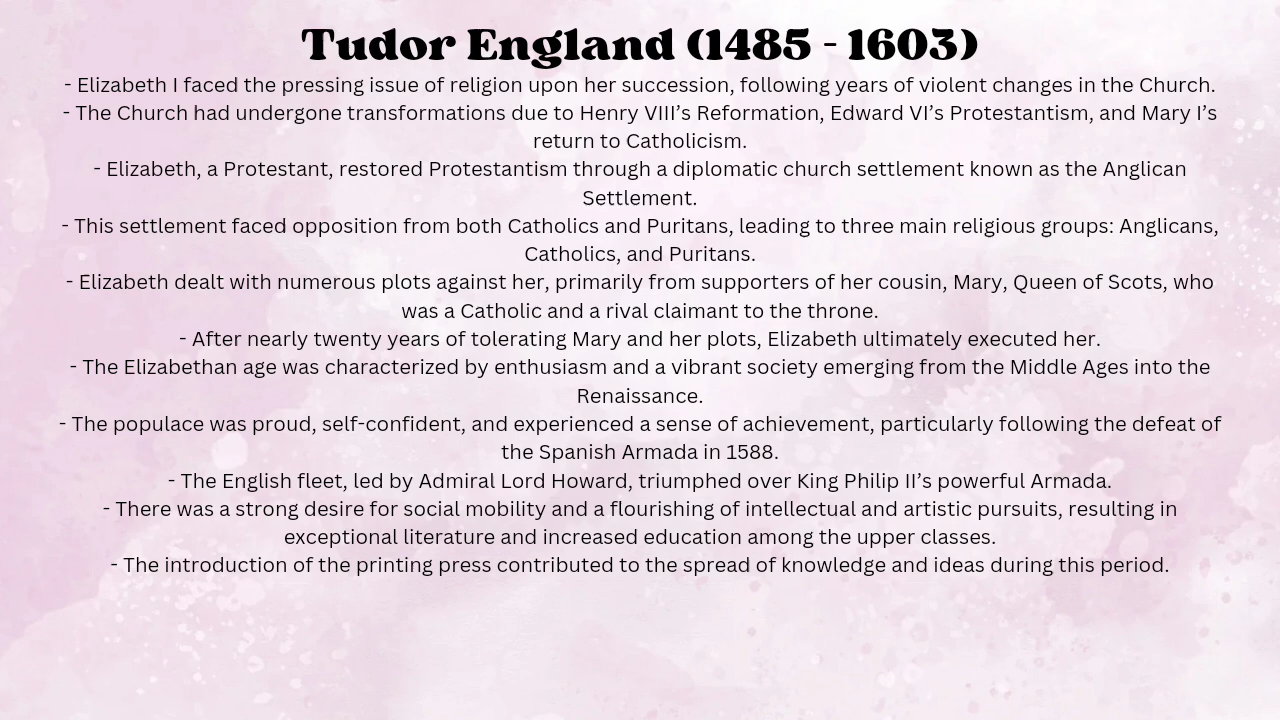 Tudor England (1485 - 1603)
- Elizabeth I faced the pressing issue of religion upon her succession, following years of violent changes in the Church.
- The Church had undergone transformations due to Henry VIII’s Reformation, Edward VI’s Protestantism, and Mary I’s
return to Catholicism.
- Elizabeth, a Protestant, restored Protestantism through a diplomatic church settlement known as the Anglican
Settlement.
- This settlement faced opposition from both Catholics and Puritans, leading to three main religious groups: Anglicans,
Catholics, and Puritans.
- Elizabeth dealt with numerous plots against her, primarily from supporters of her cousin, Mary, Queen of Scots, who
was a Catholic and a rival claimant to the throne.
- After nearly twenty years of tolerating Mary and her plots, Elizabeth ultimately executed her.
- The Elizabethan age was characterized by enthusiasm and a vibrant society emerging from the Middle Ages into the
Renaissance.
- The populace was proud, self-confident, and experienced a sense of achievement, particularly following the defeat of
the Spanish Armada in 1588.
- The English fleet, led by Admiral Lord Howard, triumphed over King Philip II’s powerful Armada.
- There was a strong desire for social mobility and a flourishing of intellectual and artistic pursuits, resulting in
exceptional literature and increased education among the upper classes.
- The introduction of the printing press contributed to the spread of knowledge and ideas during this period.